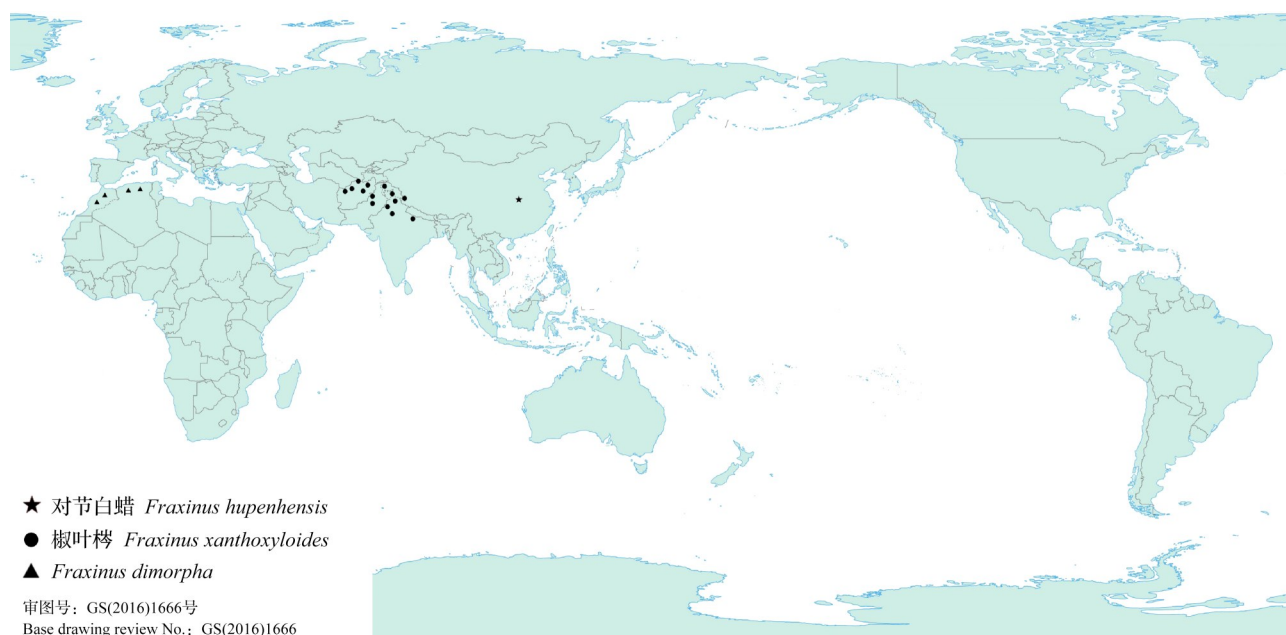 ★ 对节白蜡 Fraxinus hupenhensis
● 椒叶梣 Fraxinus xanthoxyloides
▲ Fraxinus dimorpha
审图号：GS(2016)1666号
Base drawing review No.：GS(2016)1666